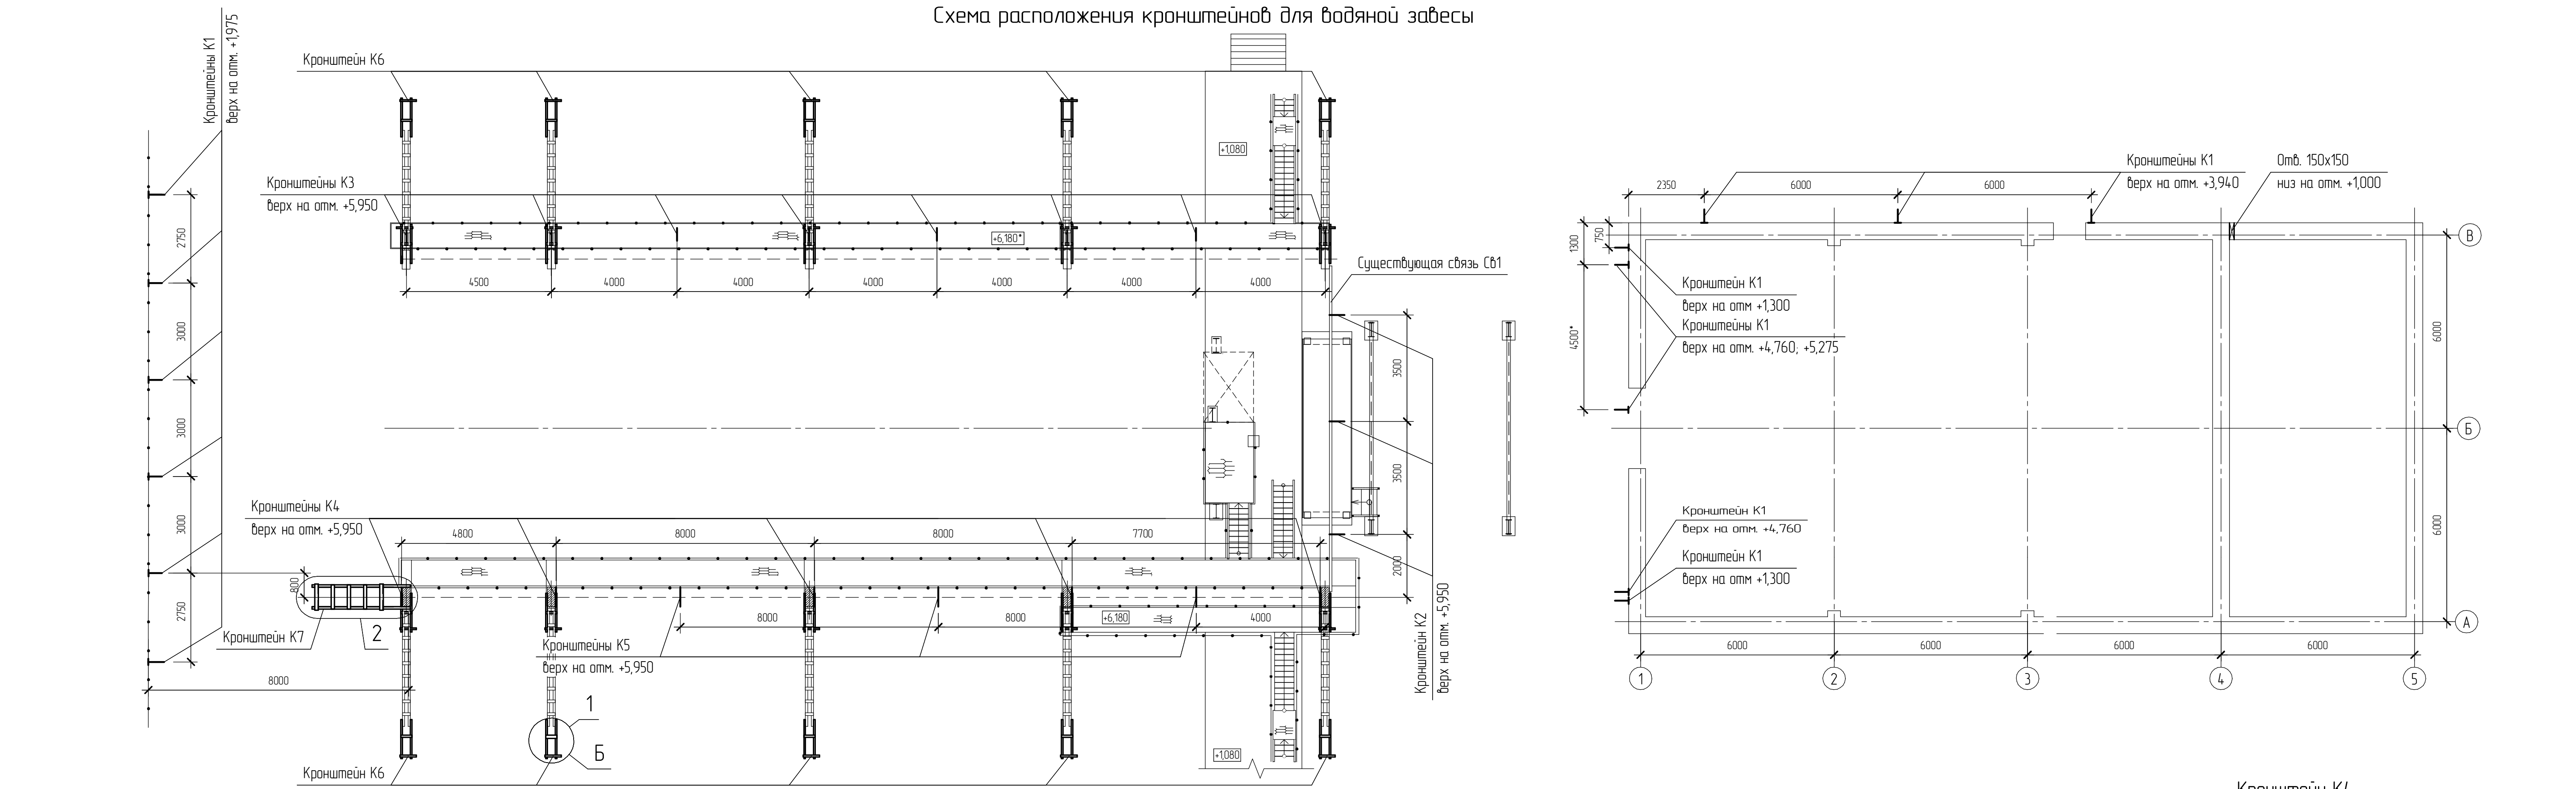 Схема расположения кронштейнов для водяной завесы
Кронштейны К1
верх на отм. +1,975
Кронштейн К6
Кронштейны К3
верх на отм. +5,950
+1,080
+6,180*
4500
4000
4000
4000
4000
4000
4000
2750
3000
3000
3000
2750
800
8000
Существующая связь Св1
3500
3500
2000
Кронштейн К2
верх на отм. +5,950
Кронштейны К4
верх на отм. +5,950
4800
8000
8000
7700
8000
8000
4000
+6,180
Кронштейн К7
2
Кронштейны К5
верх на отм. +5,950
1
Б
+1,080
Кронштейн К6
2350
6000
6000
Кронштейны К1
верх на отм. +3,940
Отв. 150х150
низ на отм. +1,000
1300
750
4500*
Кронштейн К1
верх на отм +1,300
Кронштейны К1
верх на отм. +4,760; +5,275
Кронштейн К1
верх на отм. +4,760
Кронштейн К1
верх на отм +1,300
В
6000
Б
6000
А
6000
6000
6000
6000
1
2
3
4
5
Кронштейн К4